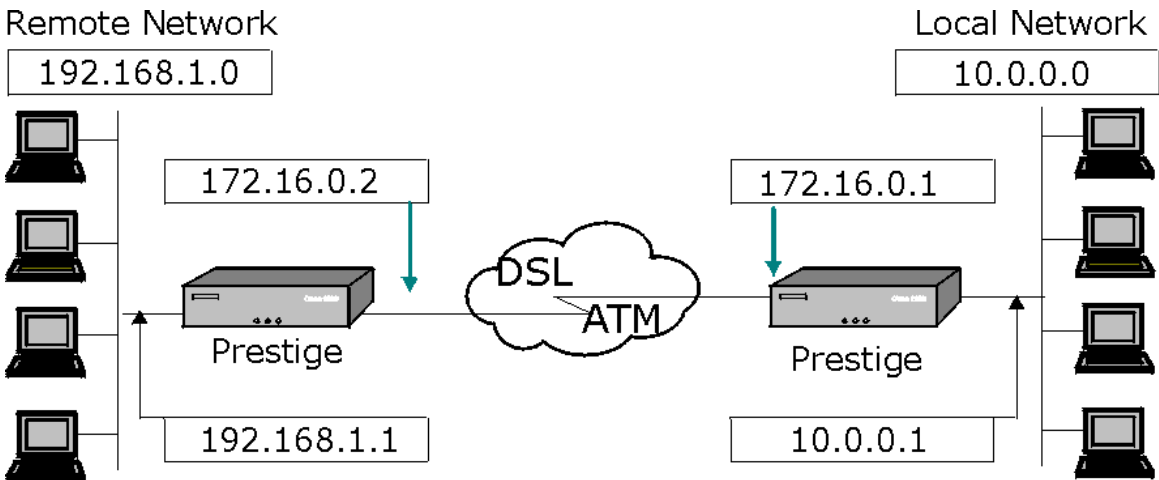 Remote Network
192.168.1.0
Local Network
10.0.0.0
172.16.0.2
172.16.0.1
DSL
ATM
Prestige
Prestige
192.168.1.1
10.0.0.1